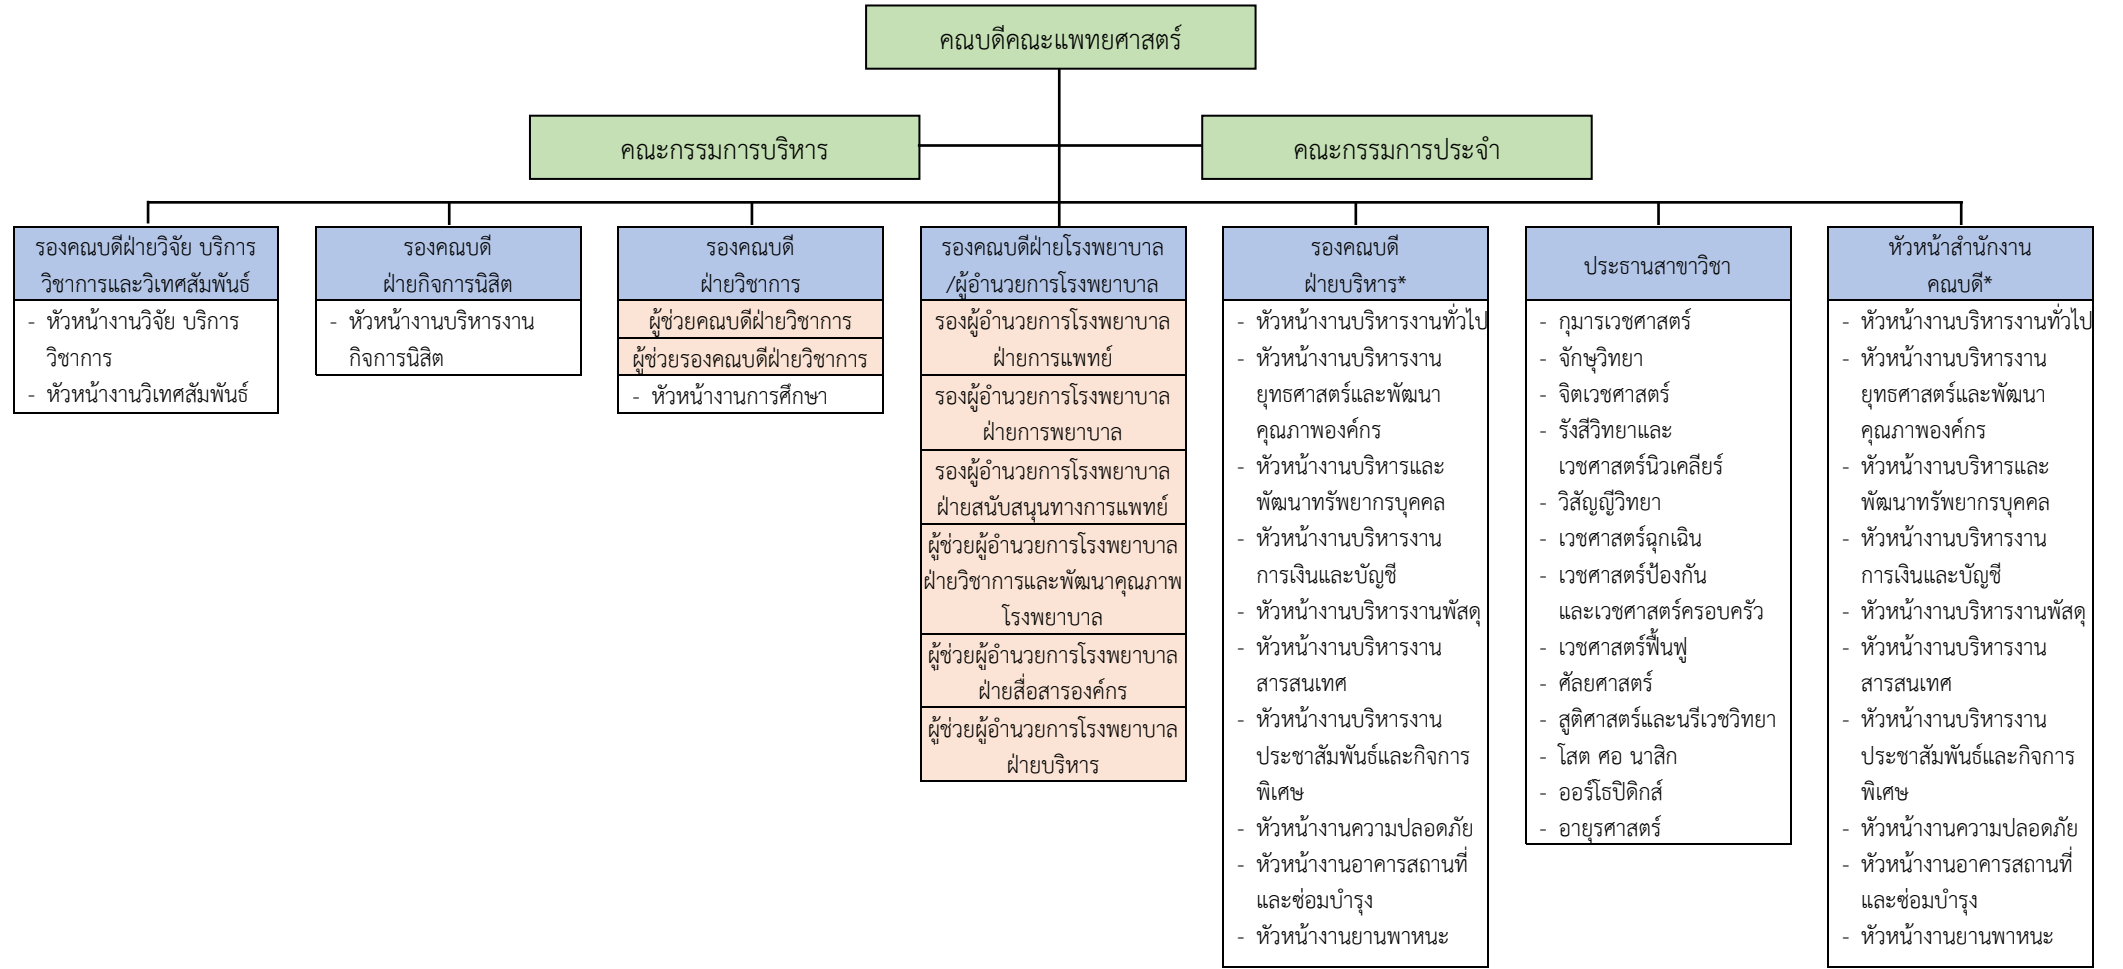 คณบดีคณะแพทยศาสตร์
คณะกรรมการบริหาร
คณะกรรมการประจำ
รองคณบดีฝ่ายวิจัย บริการ
วิชาการและวิเทศสัมพันธ์
- หัวหน้างานวิจัย บริการ
วิชาการ
- หัวหน้างานวิเทศสัมพันธ์
รองคณบดี
ฝ่ายกิจการนิสิต
- หัวหน้างานบริหารงาน
กิจการนิสิต
รองคณบดี
ฝ่ายวิชาการ
ผู้ช่วยคณบดีฝ่ายวิชาการ
ผู้ช่วยรองคณบดีฝ่ายวิชาการ
- หัวหน้างานการศึกษา
รองคณบดีฝ่ายโรงพยาบาล
/ผู้อำนวยการโรงพยาบาล
รองผู้อำนวยการโรงพยาบาล
ฝ่ายการแพทย์
รองผู้อำนวยการโรงพยาบาล
ฝ่ายการพยาบาล
รองผู้อำนวยการโรงพยาบาล
ฝ่ายสนับสนุนทางการแพทย์
ผู้ช่วยผู้อำนวยการโรงพยาบาล
ฝ่ายวิชาการและพัฒนาคุณภาพ
โรงพยาบาล
ผู้ช่วยผู้อำนวยการโรงพยาบาล
ฝ่ายสื่อสารองค์กร
ผู้ช่วยผู้อำนวยการโรงพยาบาล
ฝ่ายบริหาร
รองคณบดี
ฝ่ายบริหาร*
- หัวหน้างานบริหารงานทั่วไป
- หัวหน้างานบริหารงาน
ยุทธศาสตร์และพัฒนา
คุณภาพองค์กร
- หัวหน้างานบริหารและ
พัฒนาทรัพยากรบุคคล
- หัวหน้างานบริหารงาน
การเงินและบัญชี
- หัวหน้างานบริหารงานพัสดุ
- หัวหน้างานบริหารงาน
สารสนเทศ
- หัวหน้างานบริหารงาน
ประชาสัมพันธ์และกิจการ
พิเศษ
- หัวหน้างานความปลอดภัย
- หัวหน้างานอาคารสถานที่
และซ่อมบำรุง
- หัวหน้างานยานพาหนะ
ประธานสาขาวิชา
- กุมารเวชศาสตร์
- จักษุวิทยา
- จิตเวชศาสตร์
- รังสีวิทยาและ
เวชศาสตร์นิวเคลียร์
- วิสัญญีวิทยา
- เวชศาสตร์ฉุกเฉิน
- เวชศาสตร์ป้องกัน
และเวชศาสตร์ครอบครัว
- เวชศาสตร์ฟื้นฟู
- ศัลยศาสตร์
- สูติศาสตร์และนรีเวชวิทยา
- โสต ศอ นาสิก
- ออร์โธปิดิกส์
- อายุรศาสตร์
หัวหน้าสำนักงาน
คณบดี*
- หัวหน้างานบริหารงานทั่วไป
- หัวหน้างานบริหารงาน
ยุทธศาสตร์และพัฒนา
คุณภาพองค์กร
- หัวหน้างานบริหารและ
พัฒนาทรัพยากรบุคคล
- หัวหน้างานบริหารงาน
การเงินและบัญชี
- หัวหน้างานบริหารงานพัสดุ
- หัวหน้างานบริหารงาน
สารสนเทศ
- หัวหน้างานบริหารงาน
ประชาสัมพันธ์และกิจการ
พิเศษ
- หัวหน้างานความปลอดภัย
- หัวหน้างานอาคารสถานที่
และซ่อมบำรุง
- หัวหน้างานยานพาหนะ